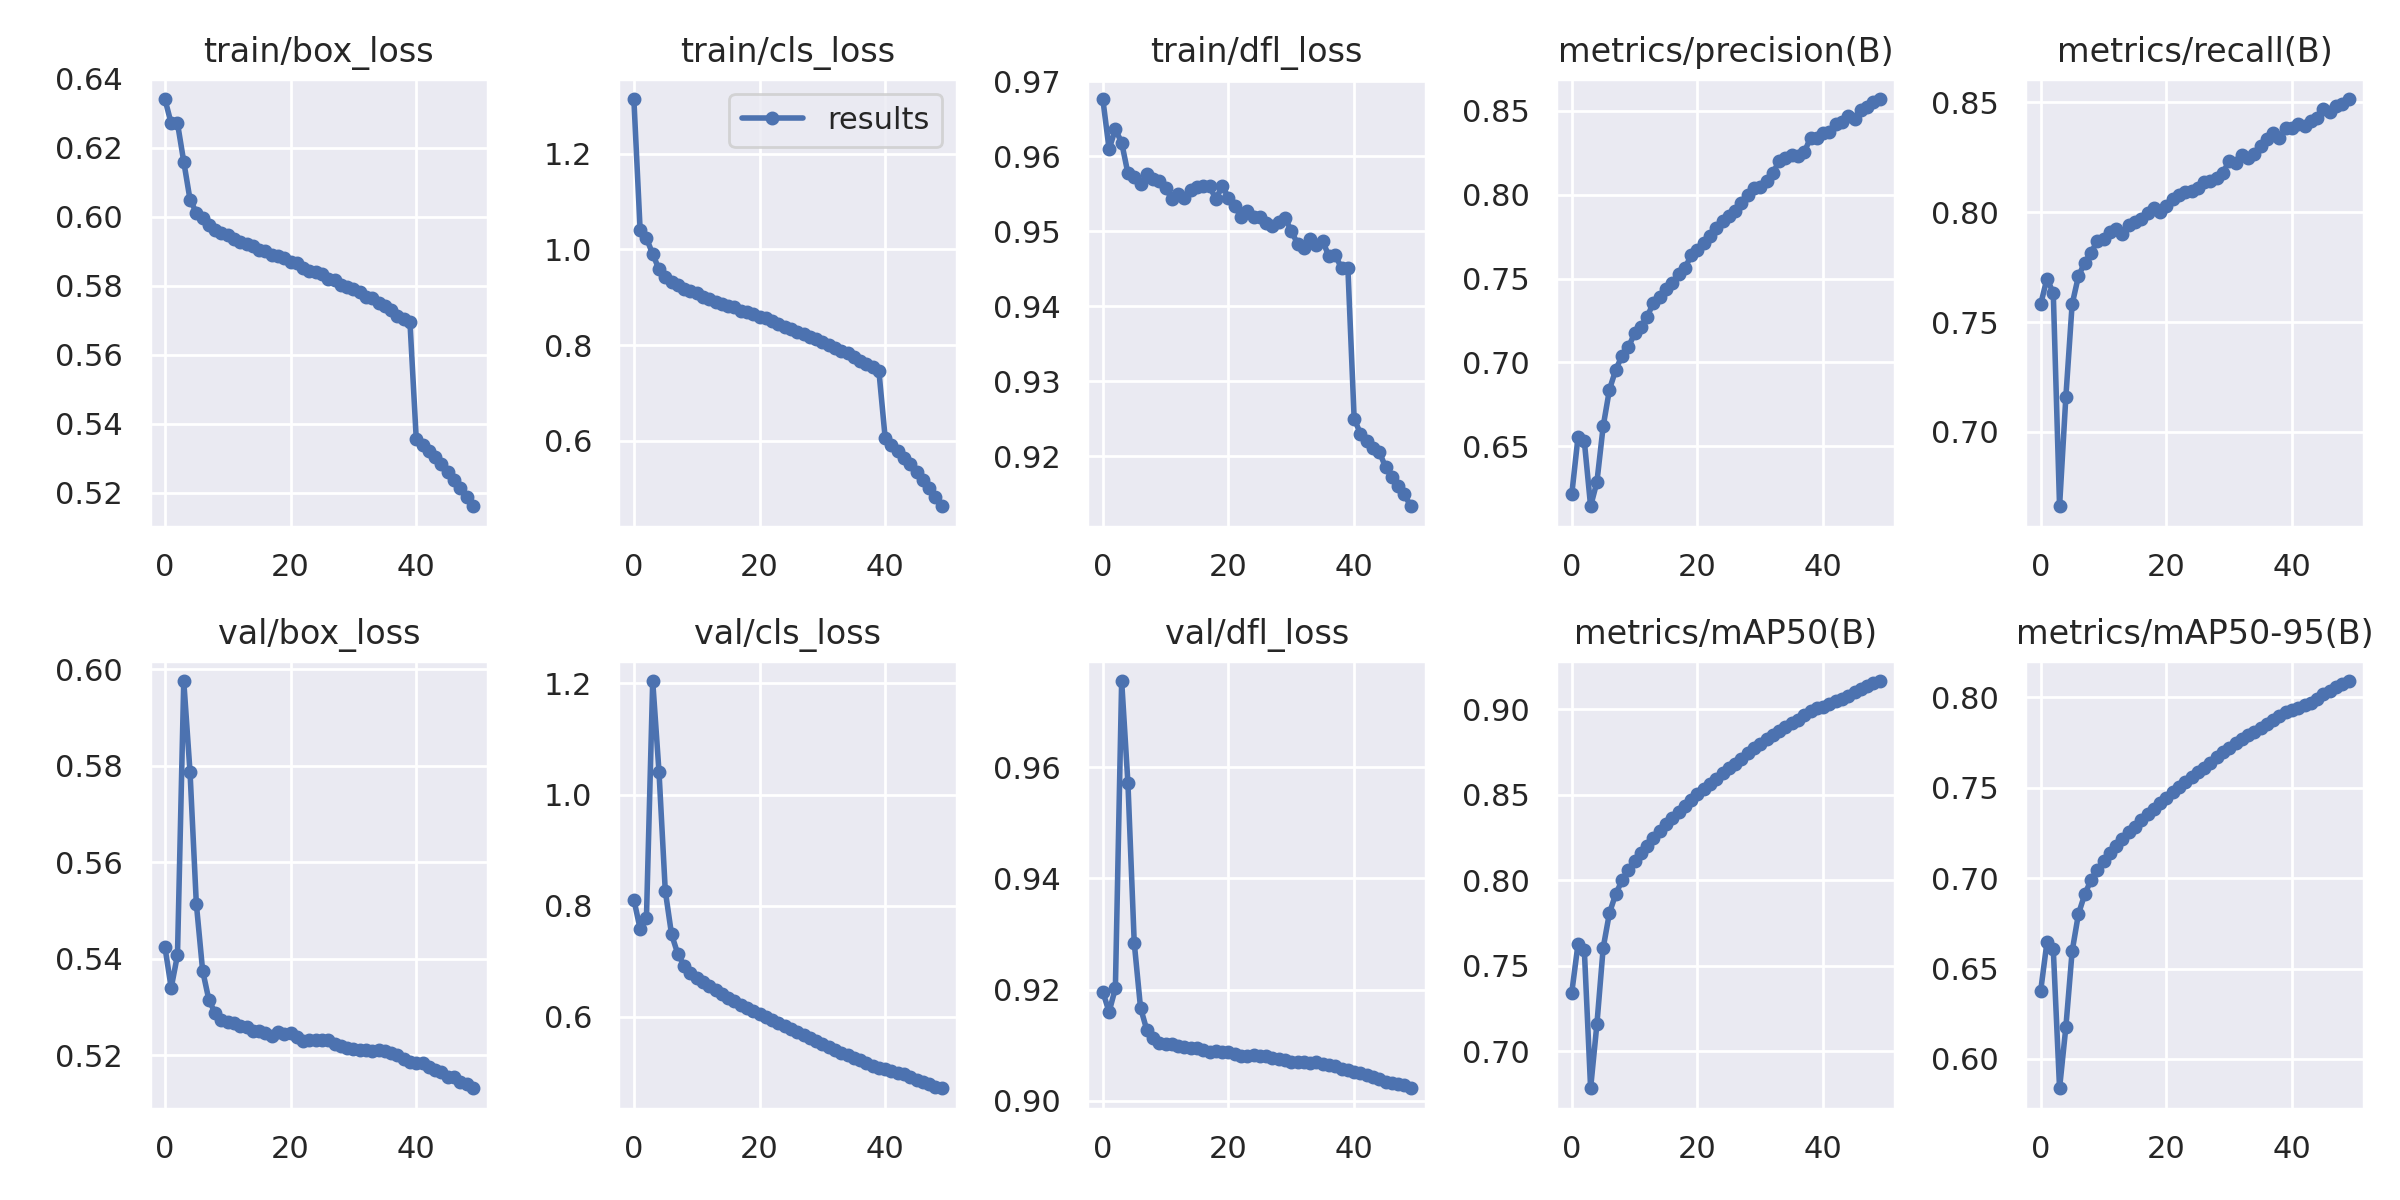 train/box_loss
0.64
0.62
0.60
0.58
0.56
0.54
0.52
0 20 40
train/cls_loss
results
1.2
1.0
0.8
0.6
0 20 40
train/dfl_loss
0.97
0.96
0.95
0.94
0.93
0.92
0 20 40
metrics/precision(B)
0.85
0.80
0.75
0.70
0.65
0 20 40
metrics/recall(B)
0.85
0.80
0.75
0.70
0 20 40
val/box_loss
0.60
0.58
0.56
0.54
0.52
0 20 40
val/cls_loss
1.2
1.0
0.8
0.6
0 20 40
val/dfl_loss
0.96
0.94
0.92
0.90
0 20 40
metrics/mAP50(B)
0.90
0.85
0.80
0.75
0.70
0 20 40
metrics/mAP50-95(B)
0.80
0.75
0.70
0.65
0.60
0 20 40